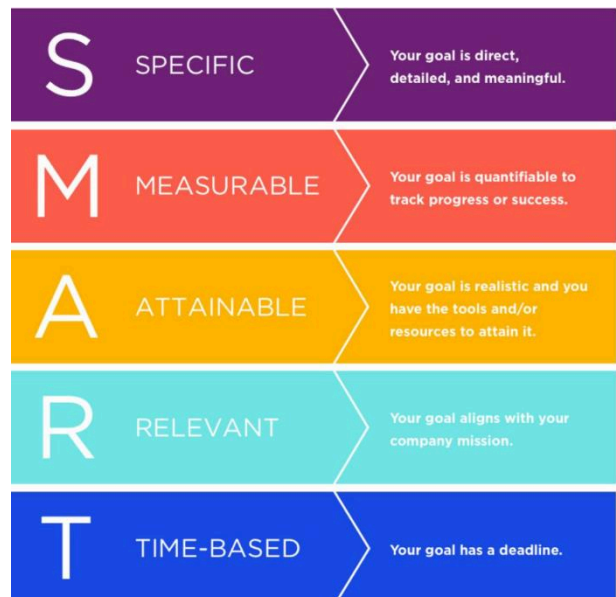 S
SPECIFIC
Your goal is direct,
detailed, and meaningful.
M
MEASURABLE
Your goal is quantifiable to
track progress or success.
A
ATTAINABLE
Your goal is realistic and you
have the tools and/or
resources to attain it.
R
RELEVANT
Your goal aligns with your
company mission.
T
TIME-BASED
Your goal has a deadline.